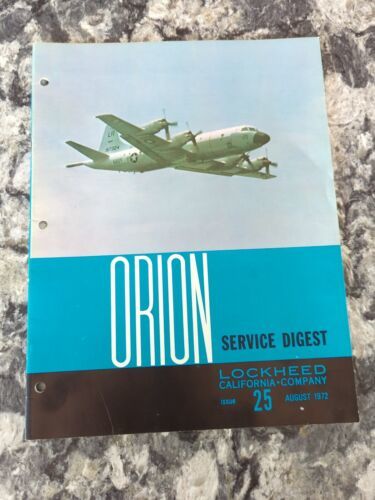 ORION
SERVICE DIGEST
LOCKHEED
CALIFORNIA • COMPANY
ISSUE 25 AUGUST 1972